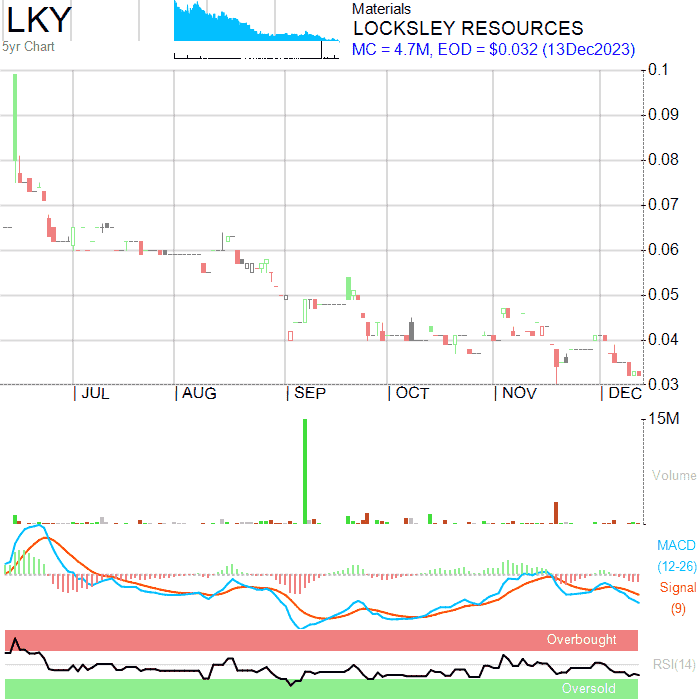 LKY
5yr Chart
Materials
LOCKSLEY RESOURCES
MC = 4.7M, EOD = $0.032 (13Dec2023)
0.1
0.09
0.08
0.07
0.06
0.05
0.04
0.03
JUL
AUG
SEP
OCT
NOV
DEC
15M
Volume
MACD
(12-26)
Signal
(9)
Overbought
RSI(14)
Oversold